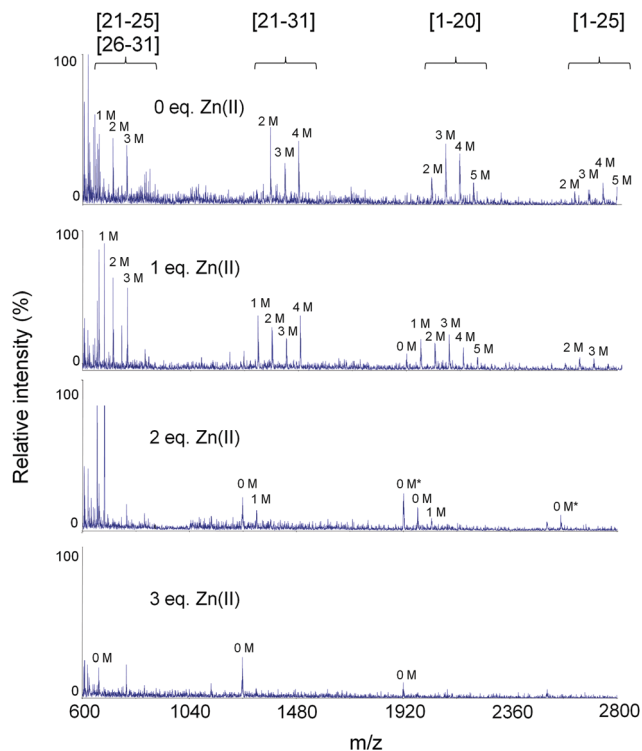 [21-25] [21-31] [1-20] [1-25]
[26-31]
100
0 eq. Zn(II)
1 M 2 M 3 M 2 M 3 M 4 M 2 M 3 M 4 M 5 M 2 M 3 M 4 M 5 M
0
100
1 eq. Zn(II)
1 M 2 M 3 M 1 M 2 M 3 M 4 M 0 M 1 M 2 M 3 M 4 M 5 M 2 M 3 M
0
Relative intensity (%)
100
2 eq. Zn(II)
0 M 1 M 0 M* 0 M 1 M 0 M*
0
100
3 eq. Zn(II)
0 M 0 M 0 M
0
600 1040 1480 1920 2360 2800
m/z